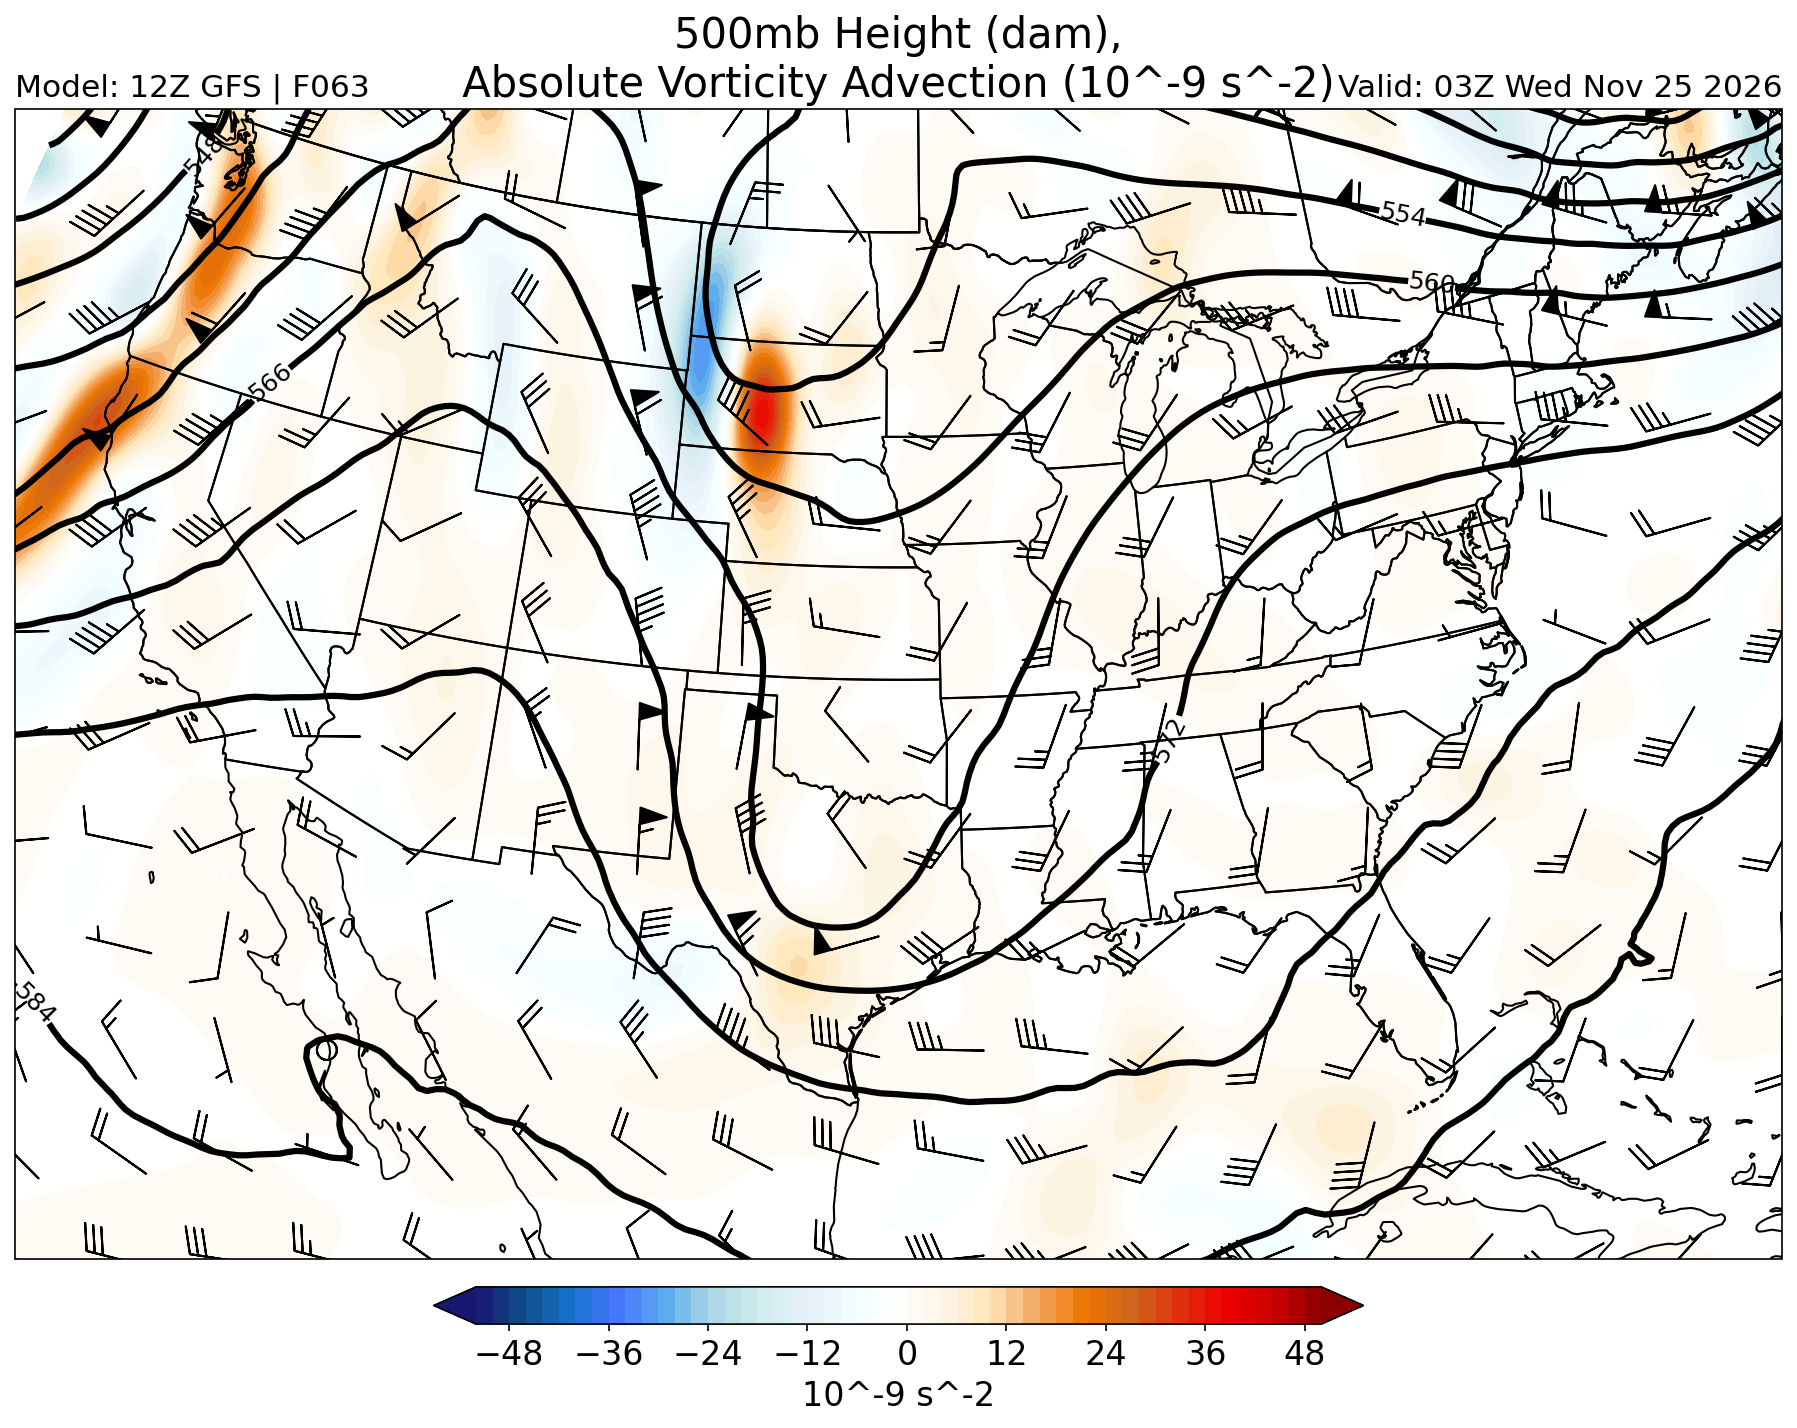 500mb Height (dam),
Model: 12Z GFS | F063
Absolute Vorticity Advection (10^-9 s^-2)
Valid: 03Z Wed Nov 25 2026
548
554
560
566
572
584
−48 −36 −24 −12 0 12 24 36 48
10^-9 s^-2